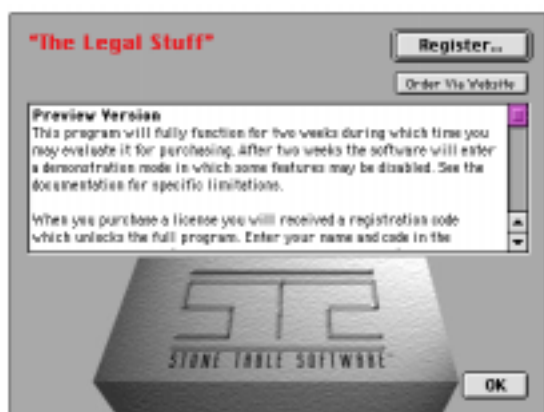 "The Legal Stuff"
Register...
Order Via Website
Preview Version
This program will fully function for two weeks during which time you
may evaluate it for purchasing. After two weeks the software will enter
a demonstration mode in which some features may be disabled. See the
documentation for specific limitations.
When you purchase a license you will received a registration code
which unlocks the full program. Enter your name and code in the
STONE TABLE SOFTWARE™
OK